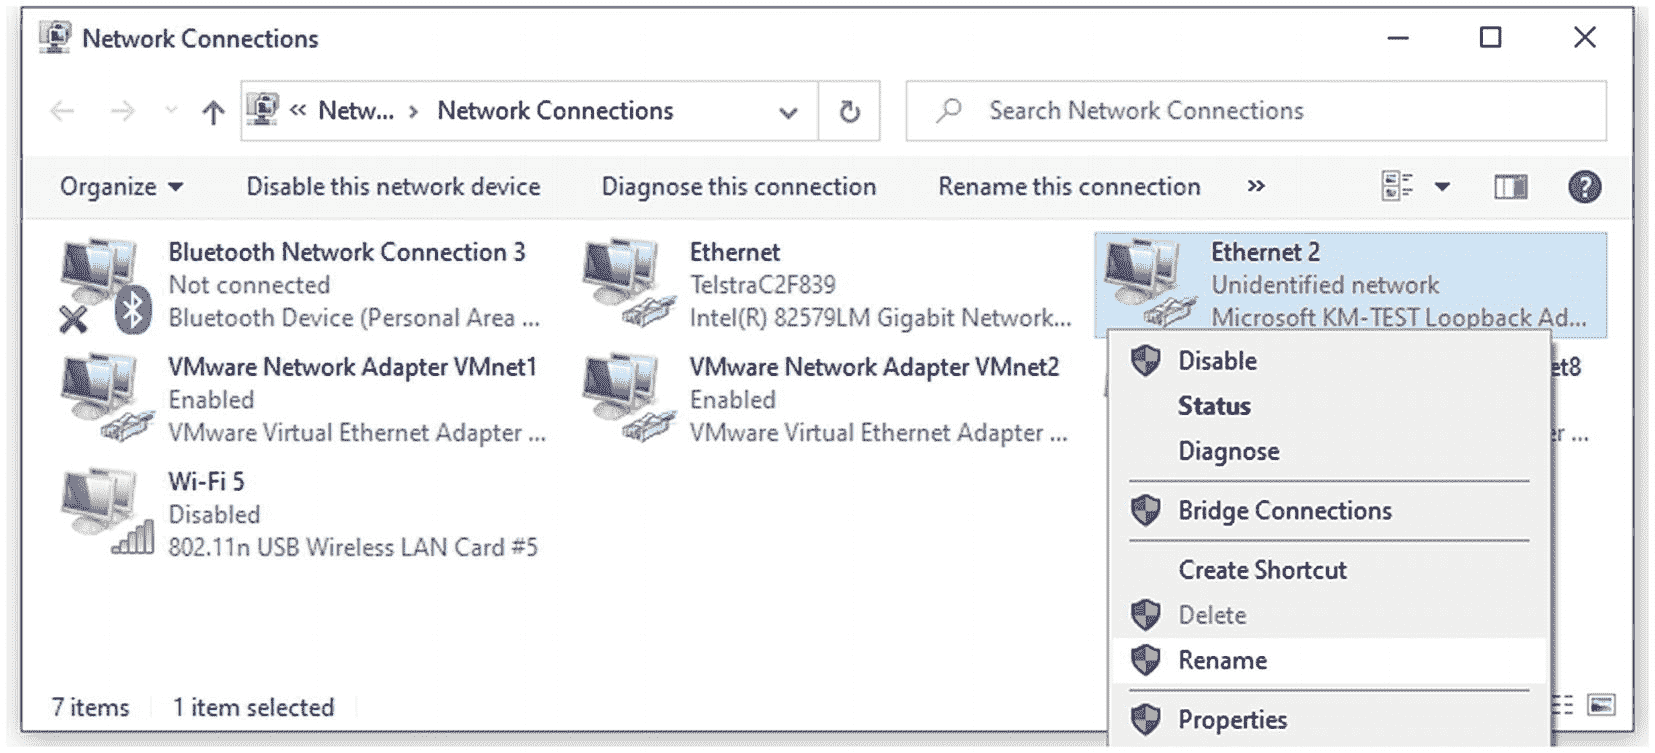 Network Connections
« Netw... › Network Connections
Search Network Connections
Organize
Disable this network device
Diagnose this connection
Rename this connection
»
Bluetooth Network Connection 3
Not connected
Bluetooth Device (Personal Area ...
Ethernet
TelstraC2F839
Intel(R) 82579LM Gigabit Network...
Ethernet 2
Unidentified network
Microsoft KM-TEST Loopback Ad...
VMware Network Adapter VMnet1
Enabled
VMware Virtual Ethernet Adapter ...
VMware Network Adapter VMnet2
Enabled
VMware Virtual Ethernet Adapter ...
et8
er ...
Wi-Fi 5
Disabled
802.11n USB Wireless LAN Card #5
Disable
Status
Diagnose
Bridge Connections
Create Shortcut
Delete
Rename
Properties
7 items
1 item selected